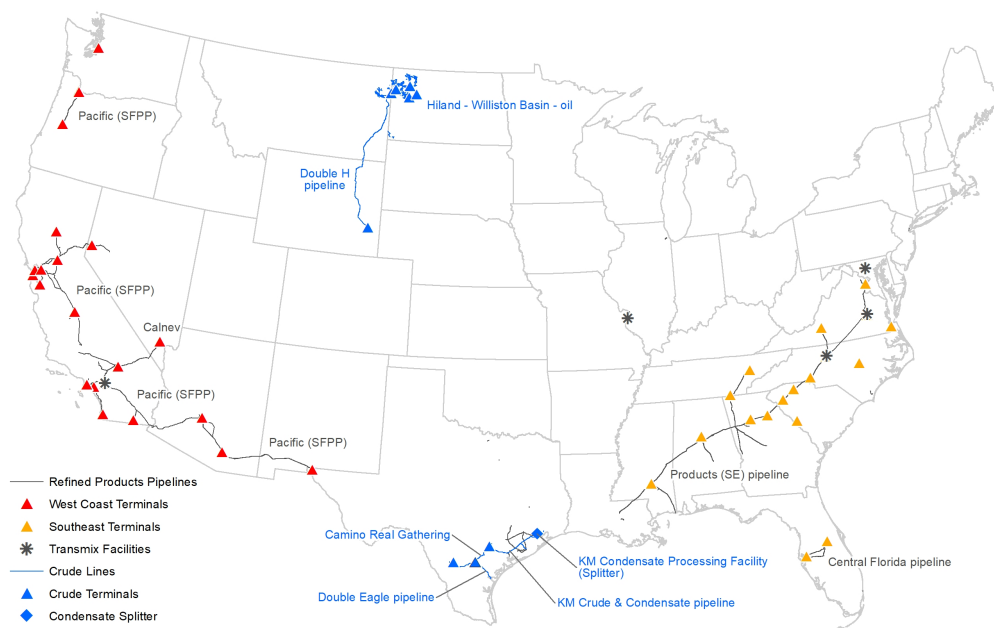 Pacific (SFPP)
Hiland - Williston Basin - oil
Double H
pipeline
Pacific (SFPP)
Calnev
Pacific (SFPP)
Pacific (SFPP)
Products (SE) pipeline
Refined Products Pipelines
West Coast Terminals
Southeast Terminals
Transmix Facilities
Crude Lines
Crude Terminals
Condensate Splitter
Camino Real Gathering
Double Eagle pipeline
KM Condensate Processing Facility
(Splitter)
KM Crude & Condensate pipeline
Central Florida pipeline